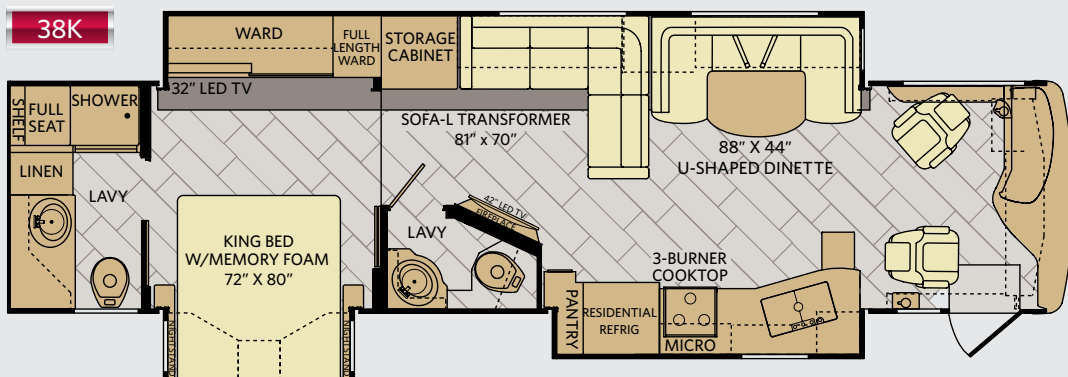 38K
WARD
FULL
LENGTH
WARD
STORAGE
CABINET
32” LED TV
SHELF
FULL
SEAT
SHOWER
SOFA-L TRANSFORMER
81” x 70”
88” X 44”
U-SHAPED DINETTE
LINEN
LAVY
42” LED TV/
FIREPLACE
LAVY
KING BED
W/MEMORY FOAM
72” X 80”
3-BURNER
COOKTOP
PANTRY
RESIDENTIAL
REFRIG
MICRO
NIGHTSTAND
NIGHTSTAND